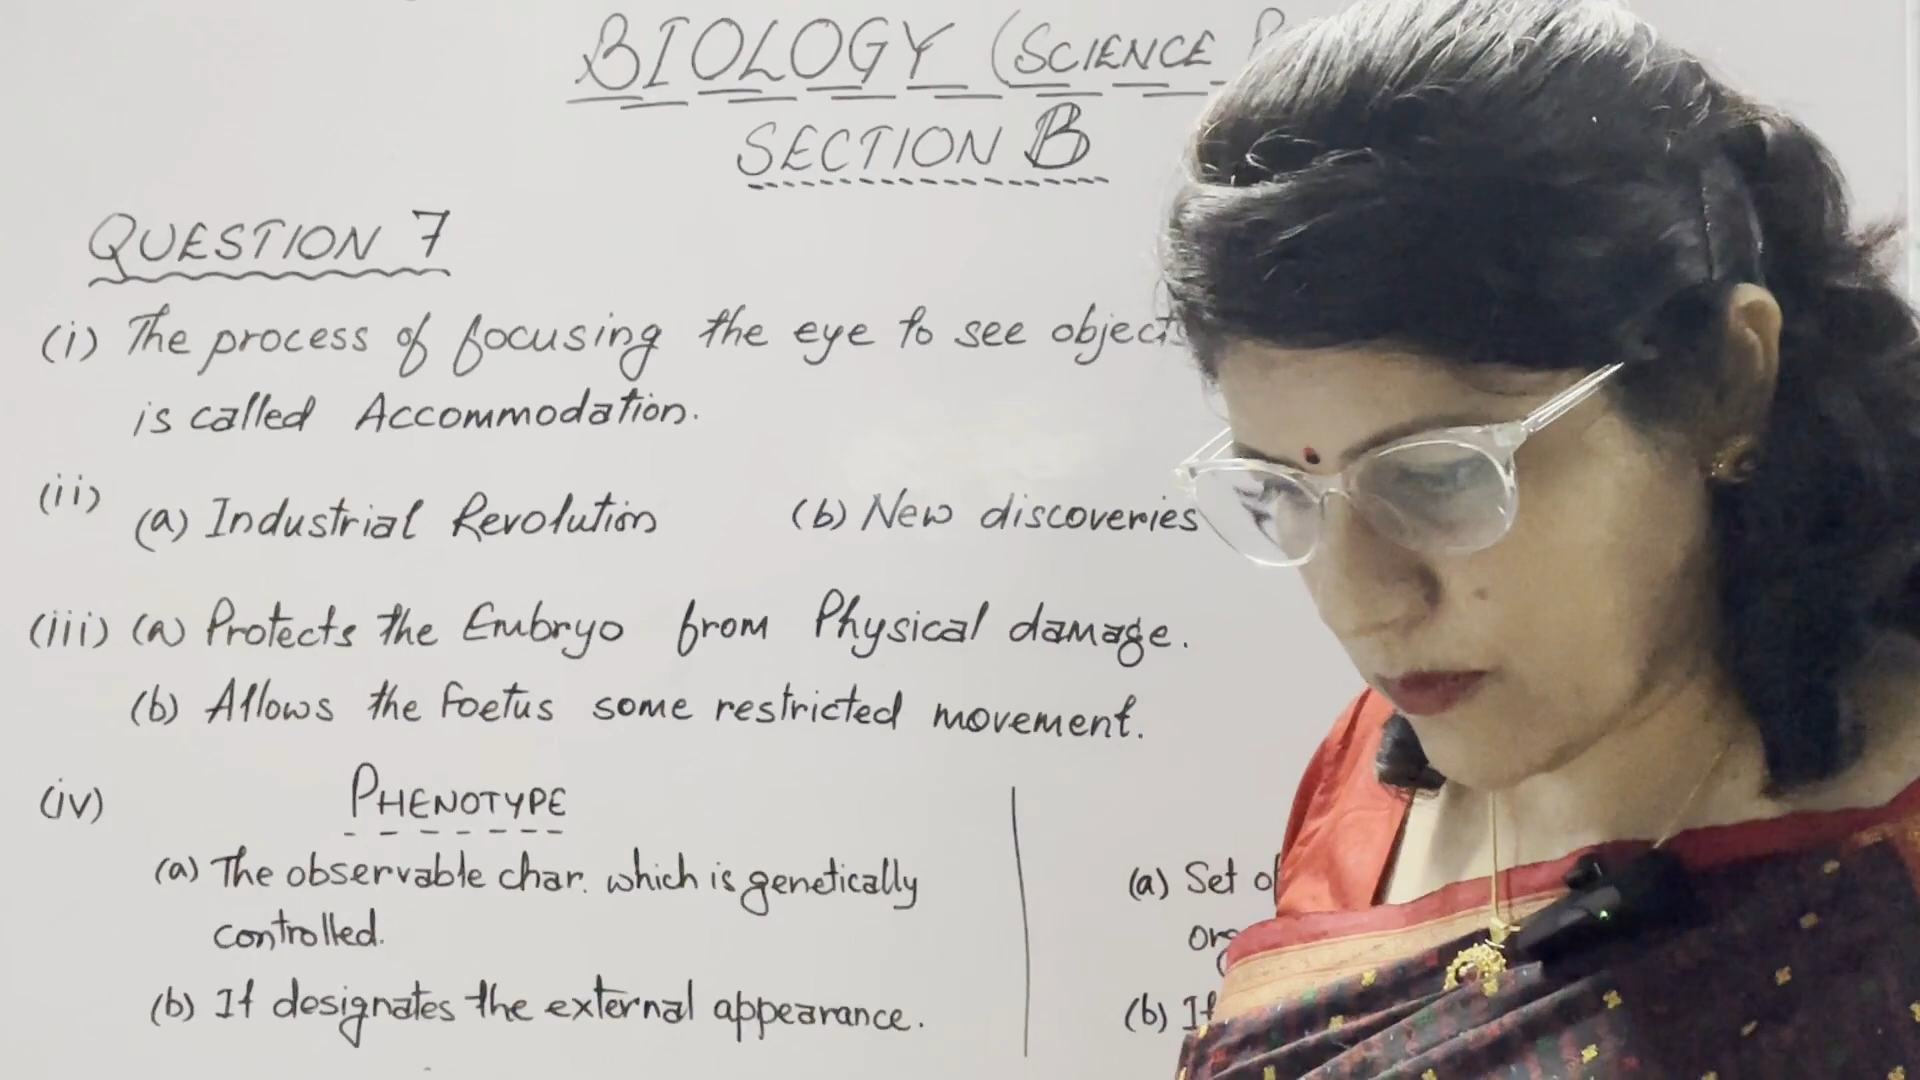 BIOLOGY (SCIENCE
SECTION B
QUESTION 7
(i) The process of focusing the eye to see objects
is called Accommodation.
(ii) (a) Industrial Revolution (b) New discoveries
(iii) (a) Protects the Embryo from Physical damage.
(b) Allows the Foetus some restricted movement.
(iv) PHENOTYPE
(a) The observable char. which is genetically
controlled.
(a) Set
(b) It designates the external appearance.
(b) It